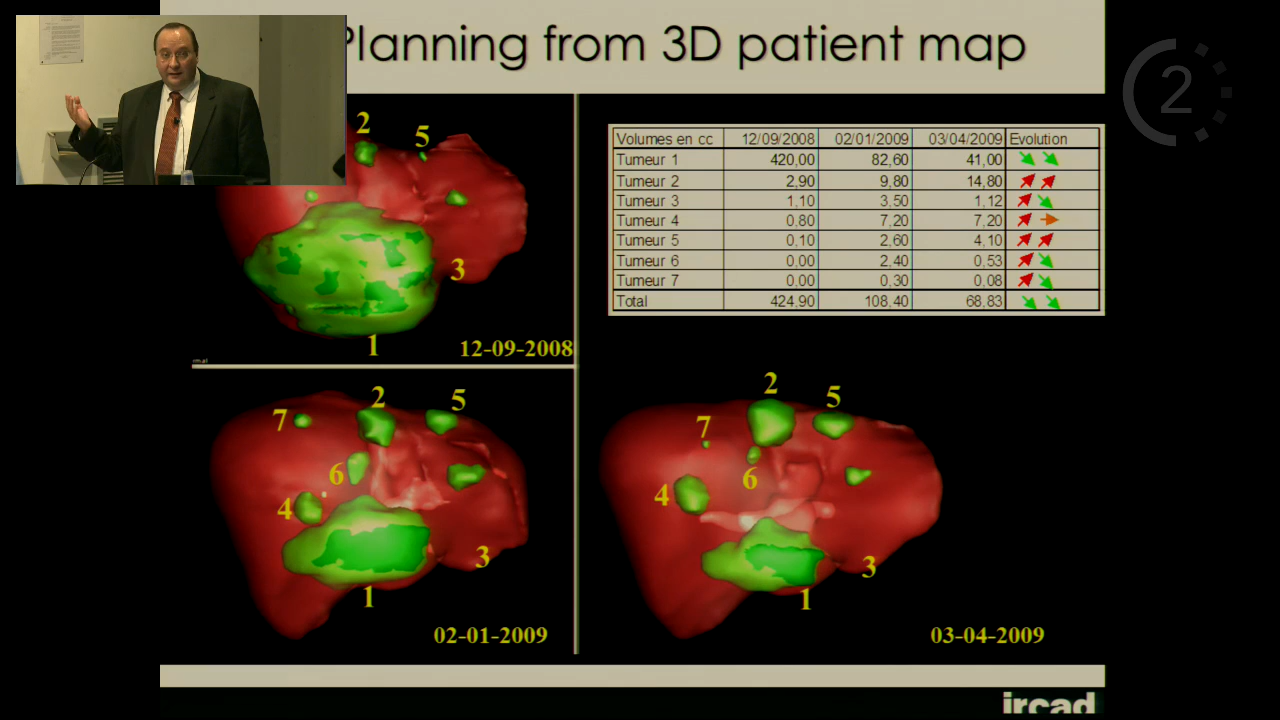 Planning from 3D patient map
2
Volumes en cc 12/09/2008 02/01/2009 03/04/2009 Evolution
Tumeur 1 420,00 82,60 41,00
Tumeur 2 2,90 9,80 14,80
Tumeur 3 1,10 3,50 1,12
Tumeur 4 0,80 7,20 7,20
Tumeur 5 0,10 2,60 4,10
Tumeur 6 0,00 2,40 0,53
Tumeur 7 0,00 0,30 0,08
Total 424,90 108,40 68,83
2 5
3
1 12-09-2008
7 2 5
6
4
3
1
02-01-2009
2 5
7
6
4
3
1
03-04-2009
ircad